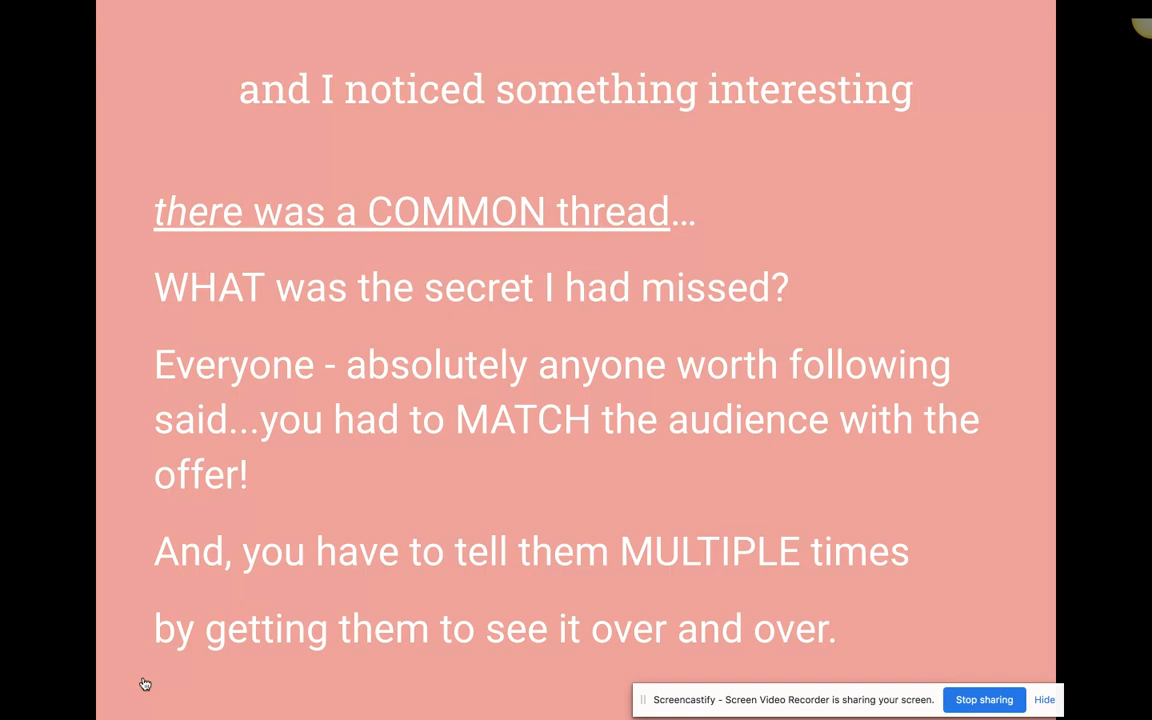 and I noticed something interesting
there was a COMMON thread...
WHAT was the secret I had missed?
Everyone - absolutely anyone worth following
said...you had to MATCH the audience with the
offer!
And, you have to tell them MULTIPLE times
by getting them to see it over and over.
Screencastify - Screen Video Recorder is sharing your screen. Stop sharing Hide